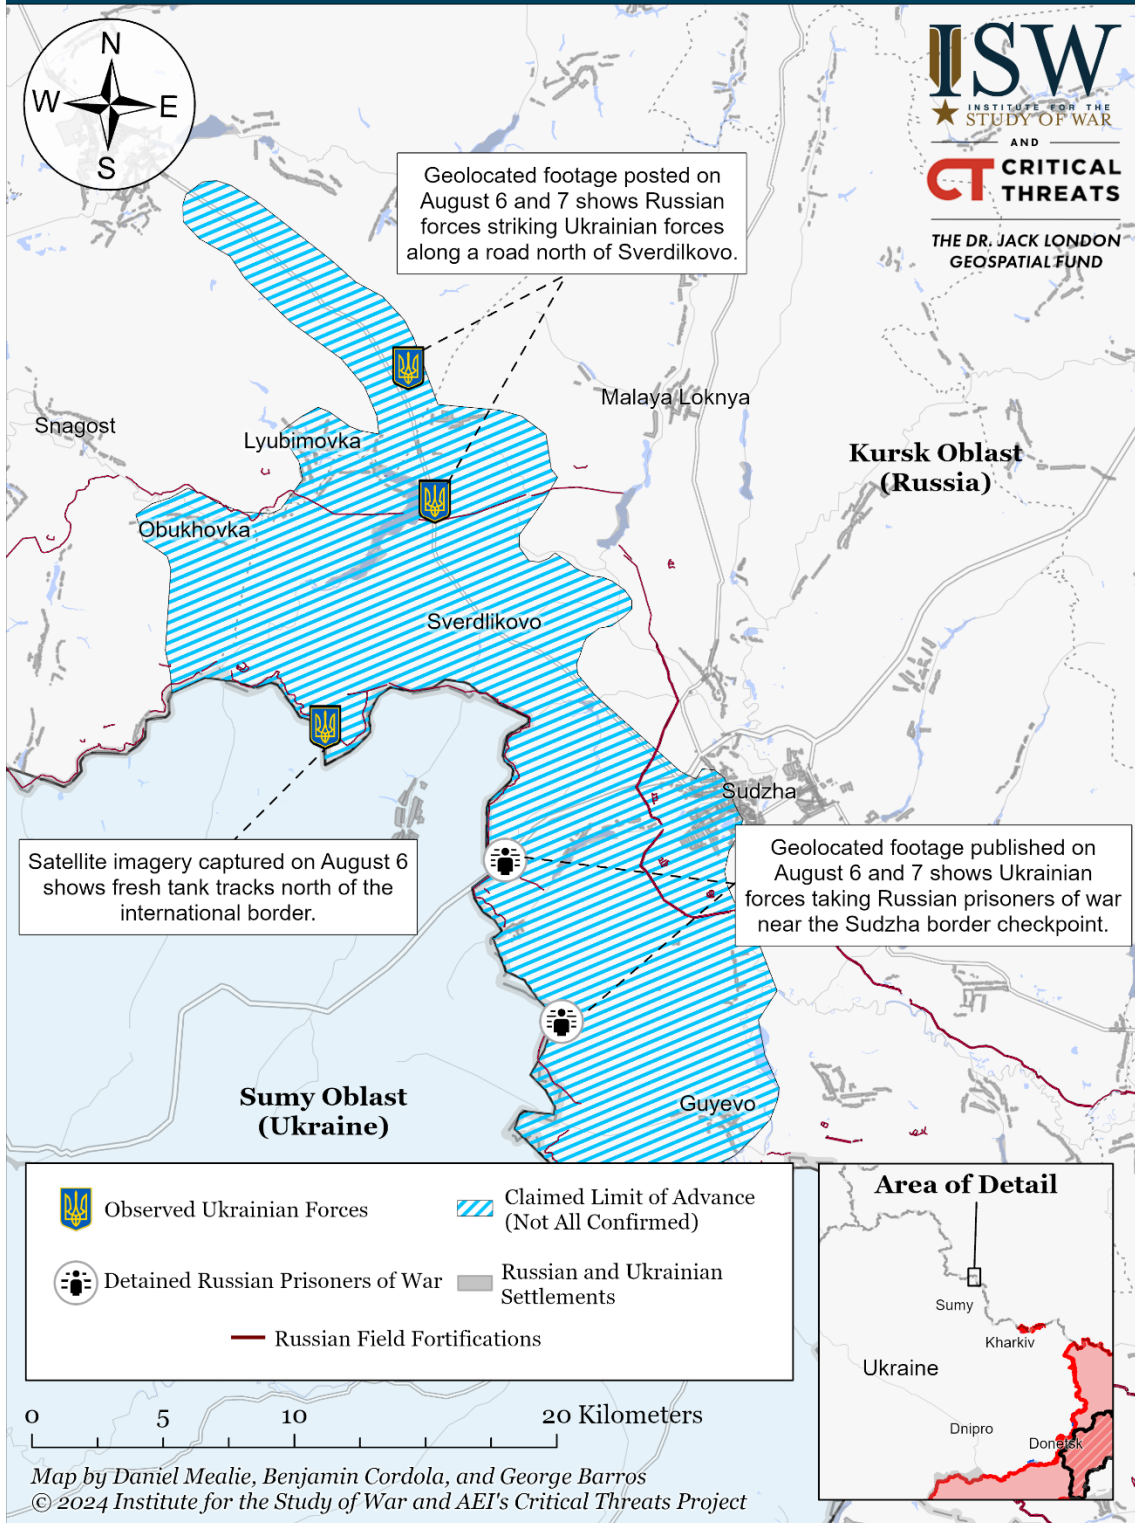 N
W E
S
ISW
INSTITUTE FOR THE
STUDY OF WAR
AND
CT CRITICAL
THREATS
THE DR. JACK LONDON
GEOSPATIAL FUND
Geolocated footage posted on
August 6 and 7 shows Russian
forces striking Ukrainian forces
along a road north of Sverdilkovo.
Malaya Loknya
Snagost
Lyubimovka
Kursk Oblast
(Russia)
Obukhovka
Sverdlikovo
Sudzha
Satellite imagery captured on August 6
shows fresh tank tracks north of the
international border.
Geolocated footage published on
August 6 and 7 shows Ukrainian
forces taking Russian prisoners of war
near the Sudzha border checkpoint.
Sumy Oblast
(Ukraine)
Guyevo
Observed Ukrainian Forces
Claimed Limit of Advance
(Not All Confirmed)
Detained Russian Prisoners of War
Russian and Ukrainian
Settlements
Russian Field Fortifications
Area of Detail
Sumy
Kharkiv
Ukraine
Dnipro
Donetsk
0 5 10 20 Kilometers
Map by Daniel Mealie, Benjamin Cordola, and George Barros
© 2024 Institute for the Study of War and AEI's Critical Threats Project